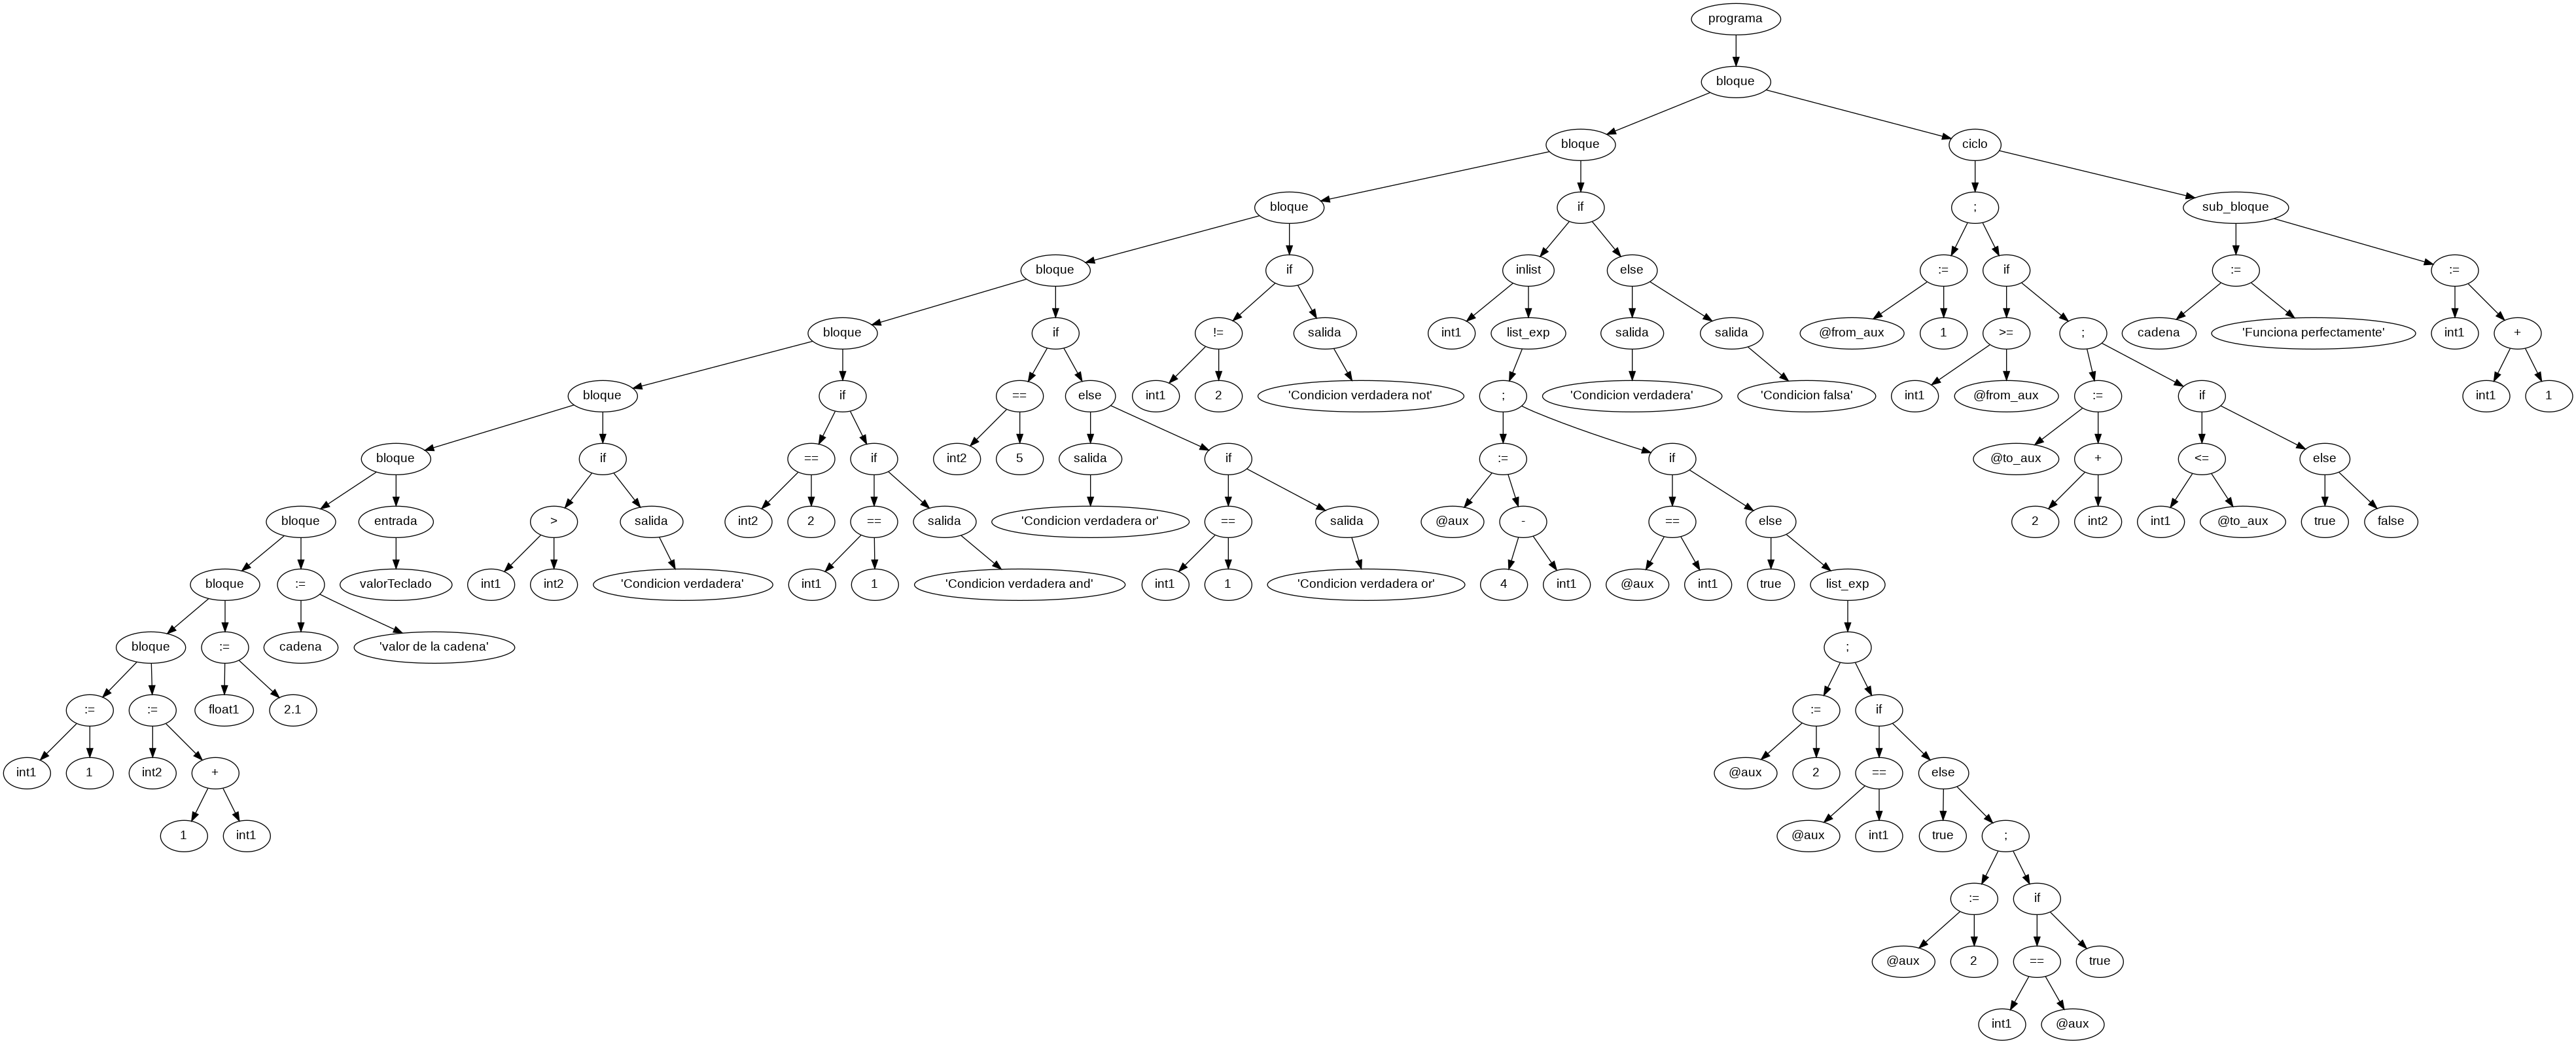 programa
bloque
bloque ciclo
bloque if ; sub_bloque
bloque if inlist else := if := :=
bloque if != salida int1 list_exp salida salida @from_aux 1 >= ; cadena 'Funciona perfectamente' int1 +
bloque if == else int1 2 'Condicion verdadera not' ; 'Condicion verdadera' 'Condicion falsa' int1 @from_aux := if int1 1
bloque if == if int2 5 salida if := if @to_aux + <= else
bloque entrada > salida int2 2 == salida 'Condicion verdadera or' == salida @aux - == else 2 int2 int1 @to_aux true false
bloque := valorTeclado int1 int2 'Condicion verdadera' int1 1 'Condicion verdadera and' int1 1 'Condicion verdadera or' 4 int1 @aux int1 true list_exp
bloque := cadena 'valor de la cadena' ;
:= := float1 2.1 := if
int1 1 int2 + @aux 2 == else
1 int1 @aux int1 true ;
:= if
@aux 2 == true
int1 @aux